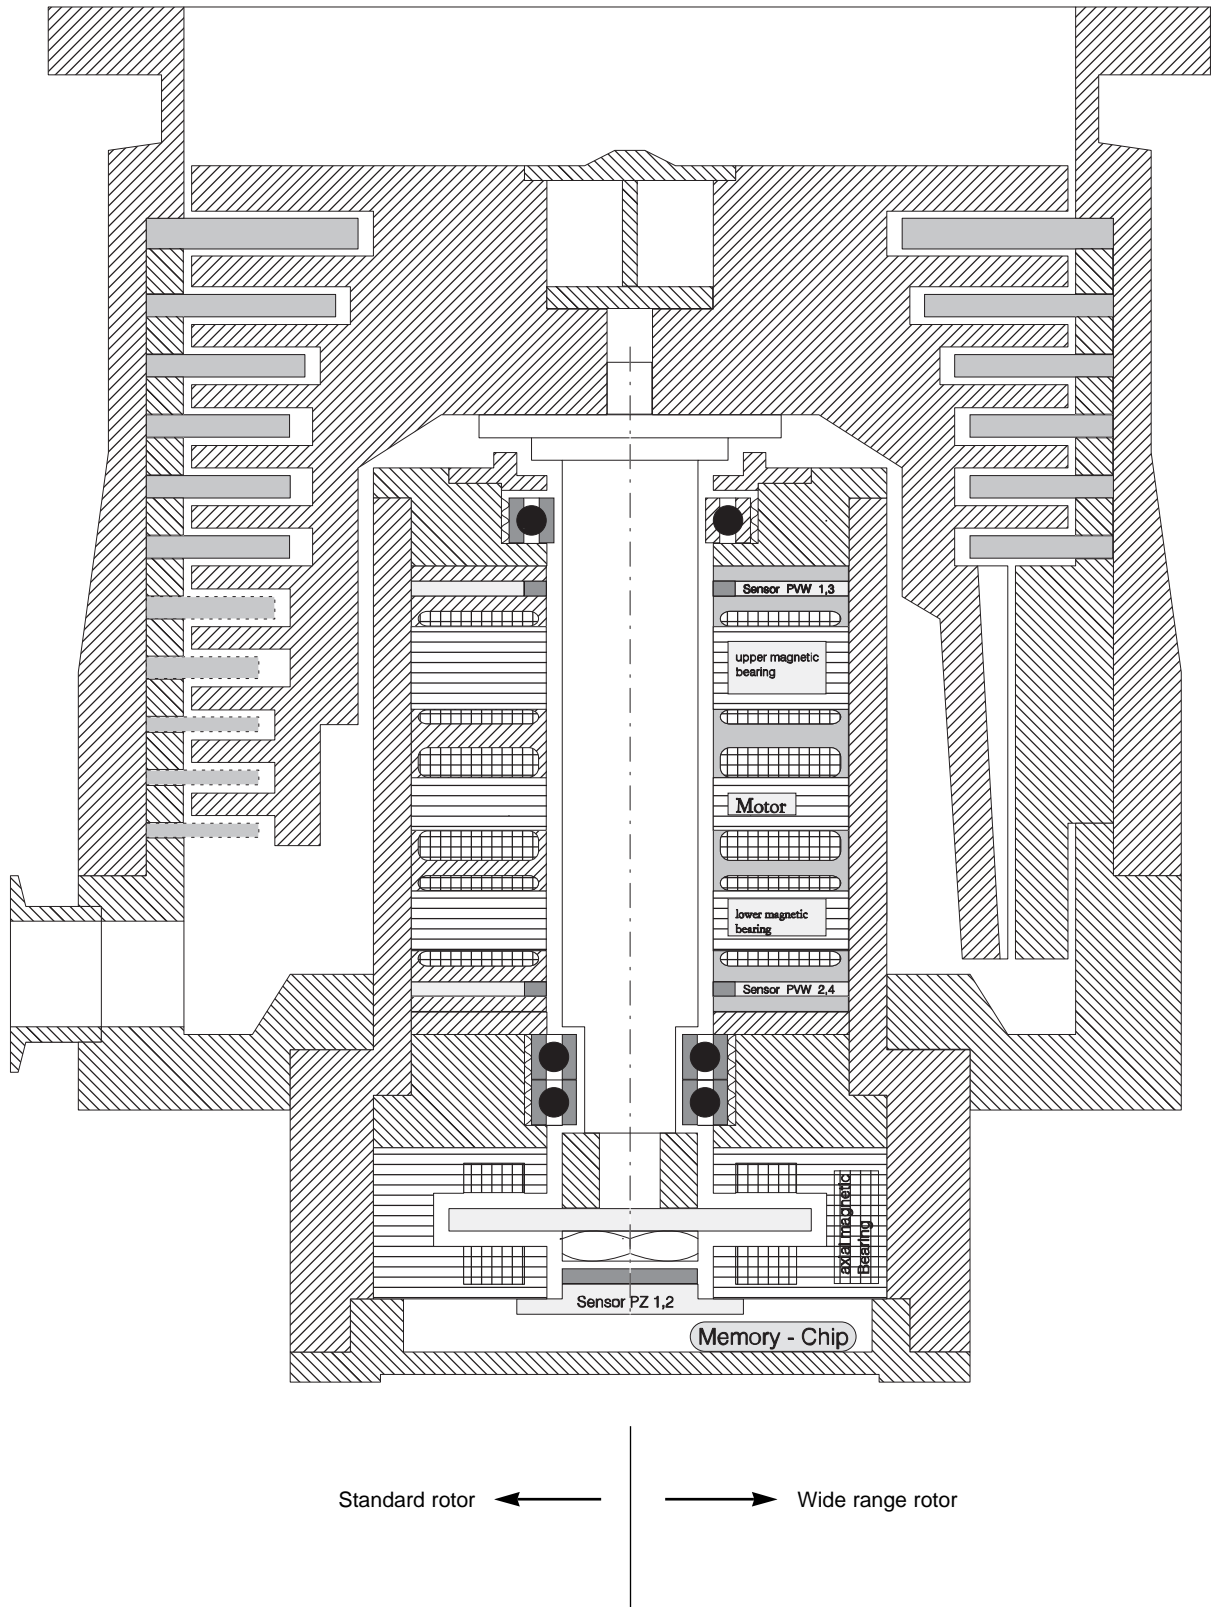 Sensor PVW 1,3
upper magnetic
bearing
Motor
lower magnetic
bearing
Sensor PVW 2,4
axial magnetic
Bearing
Sensor PZ 1,2
Memory - Chip
Standard rotor
Wide range rotor